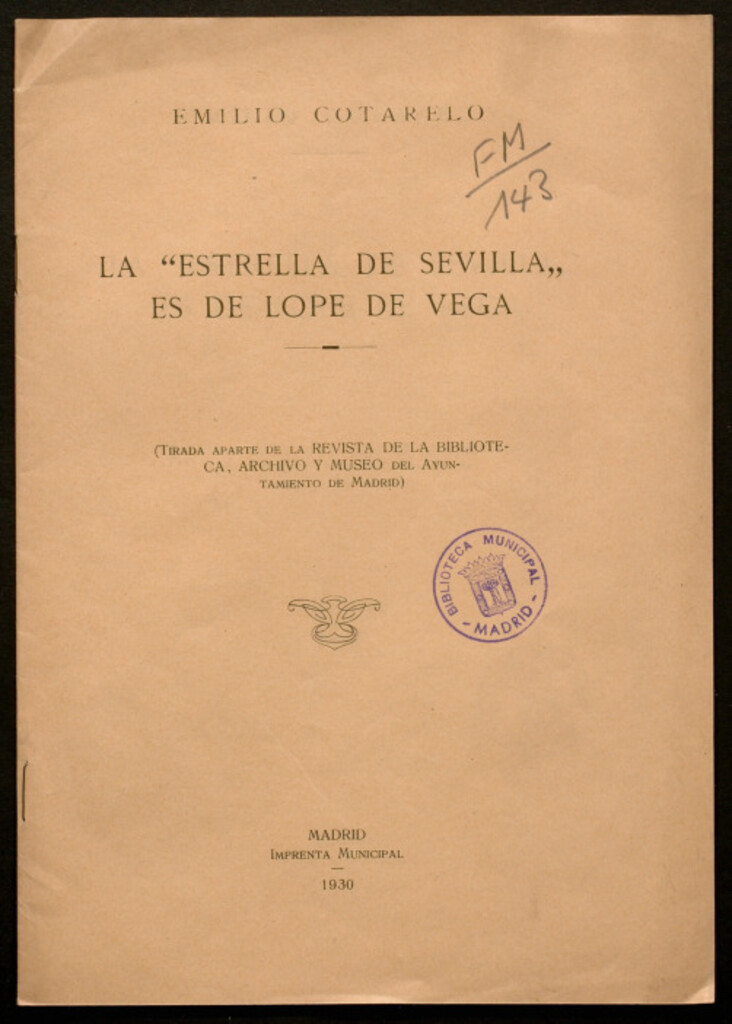 EMILIO COTARELO
FM
143
LA “ESTRELLA DE SEVILLA„
ES DE LOPE DE VEGA
(TIRADA APARTE DE LA REVISTA DE LA BIBLIOTE-
CA, ARCHIVO Y MUSEO DEL AYUN-
TAMIENTO DE MADRID)
BIBLIOTECA MUNICIPAL
- MADRID -
MADRID
IMPRENTA MUNICIPAL
1930